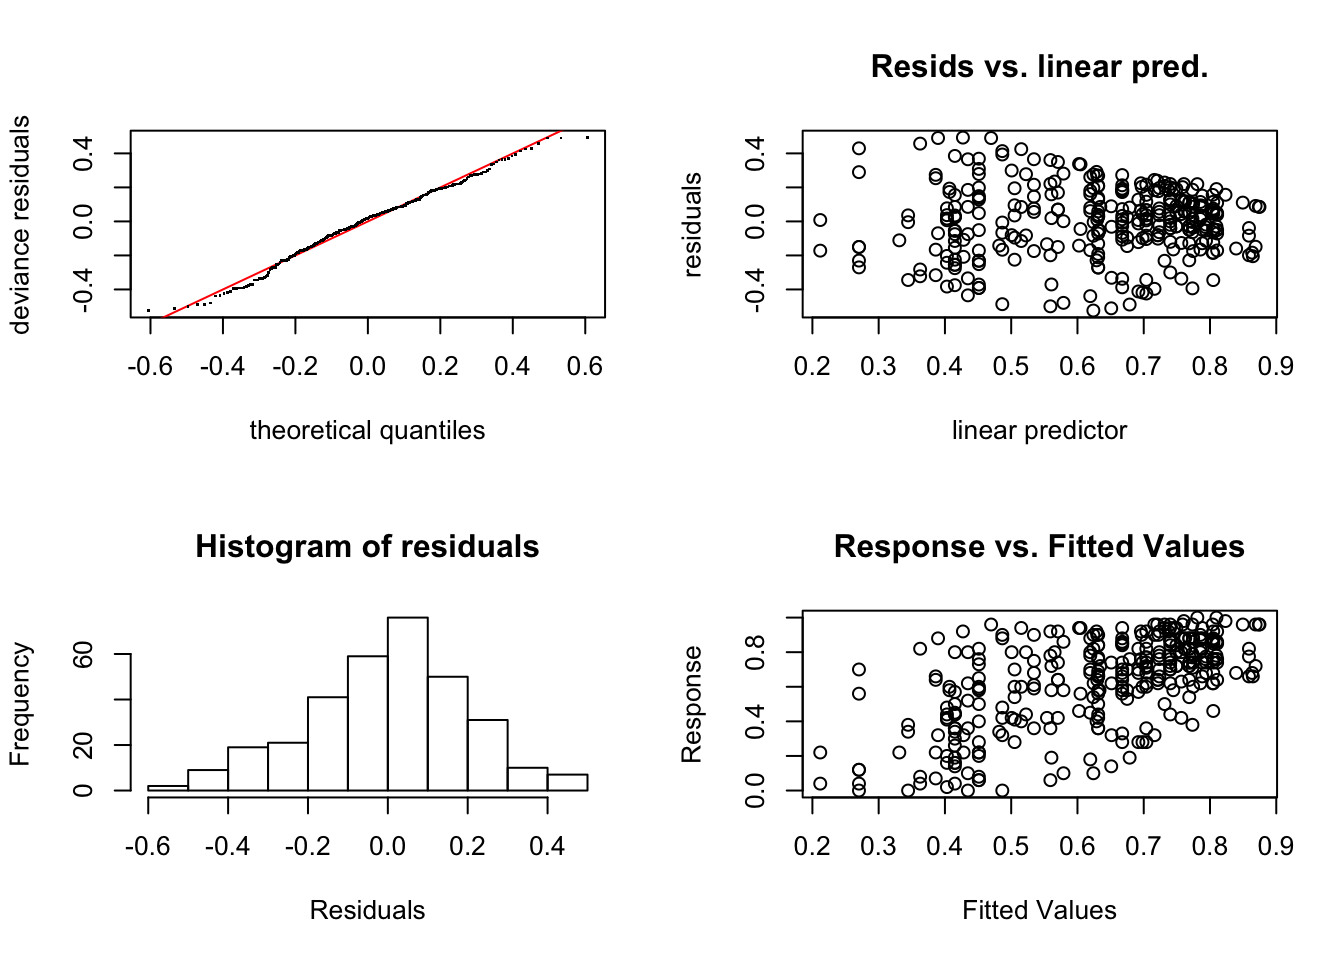 deviance residuals
-0.4 0.0 0.4
-0.6 -0.4 -0.2 0.0 0.2 0.4 0.6
theoretical quantiles
Resids vs. linear pred.
residuals
-0.4 0.0 0.4
0.2 0.3 0.4 0.5 0.6 0.7 0.8 0.9
linear predictor
Histogram of residuals
Frequency
0 20 60
-0.6 -0.4 -0.2 0.0 0.2 0.4
Residuals
Response vs. Fitted Values
Response
0.0 0.4 0.8
0.2 0.3 0.4 0.5 0.6 0.7 0.8 0.9
Fitted Values